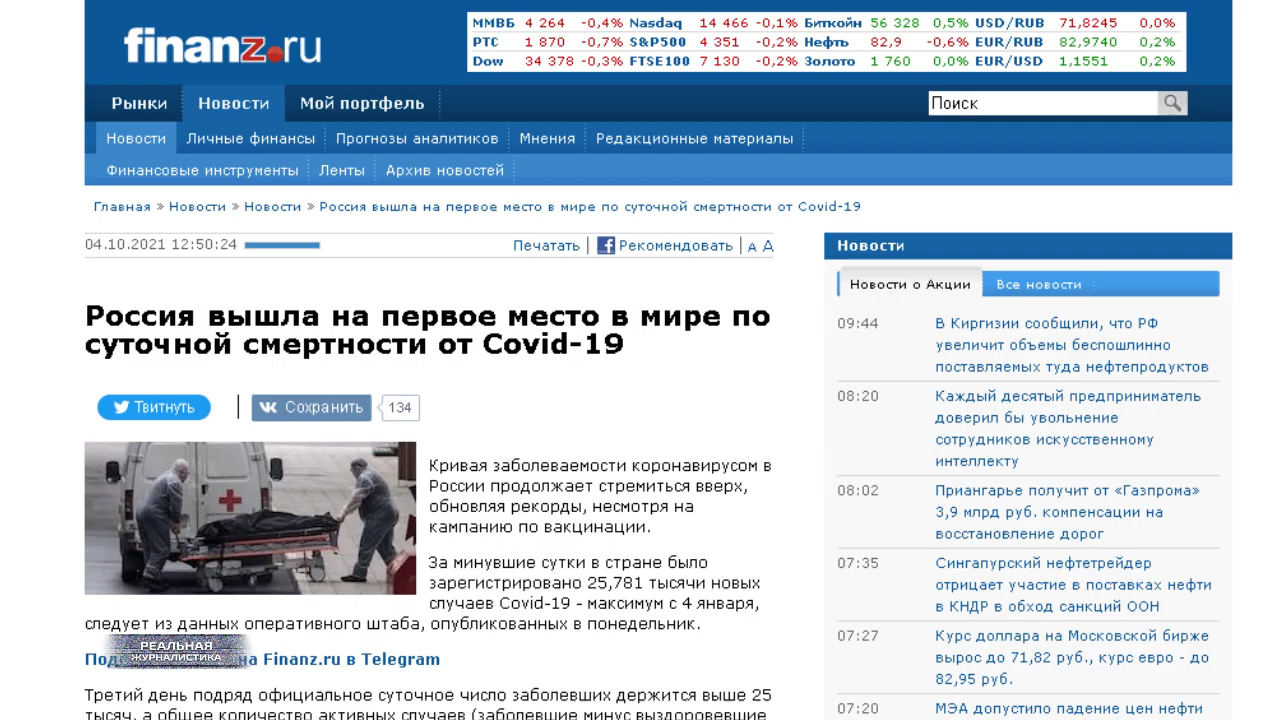 finanz.ru
ММВБ 4 264 -0,4% Nasdaq 14 466 -0,1% Биткойн 56 328 0,5% USD/RUB 71,8245 0,0%
РТС 1 870 -0,7% S&P500 4 351 -0,2% Нефть 82,9 -0,6% EUR/RUB 82,9740 0,2%
Dow 34 378 -0,3% FTSE100 7 130 -0,2% Золото 1 760 0,0% EUR/USD 1,1551 0,2%
Рынки Новости Мой портфель Поиск
Новости Личные финансы Прогнозы аналитиков Мнения Редакционные материалы
Финансовые инструменты Ленты Архив новостей
Главная » Новости » Новости » Россия вышла на первое место в мире по суточной смертности от Covid-19
04.10.2021 12:50:24 Печатать Рекомендовать A A
Россия вышла на первое место в мире по
суточной смертности от Covid-19
Твитнуть Сохранить 134
Кривая заболеваемости коронавирусом в
России продолжает стремиться вверх,
обновляя рекорды, несмотря на
кампанию по вакцинации.
За минувшие сутки в стране было
зарегистрировано 25,781 тысячи новых
случаев Covid-19 - максимум с 4 января,
следует из данных оперативного штаба, опубликованных в понедельник.
РЕАЛЬНАЯ
ЖУРНАЛИСТИКА
на Finanz.ru в Telegram
Третий день подряд официальное суточное число заболевших держится выше 25
тысяч, а общее количество активных случаев (заболевшие минус выздоровевшие
Новости
Новости о Акции Все новости
09:44 В Киргизии сообщили, что РФ
увеличит объемы беспошлинно
поставляемых туда нефтепродуктов
08:20 Каждый десятый предприниматель
доверил бы увольнение
сотрудников искусственному
интеллекту
08:02 Приангарье получит от «Газпрома»
3,9 млрд руб. компенсации на
восстановление дорог
07:35 Сингапурский нефтетрейдер
отрицает участие в поставках нефти
в КНДР в обход санкций ООН
07:27 Курс доллара на Московской бирже
вырос до 71,82 руб., курс евро - до
82,95 руб.
07:20 МЭА допустило падение цен нефти